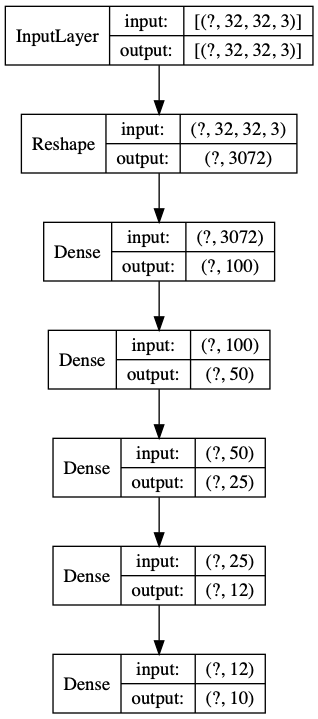 InputLayer input: [(?, 32, 32, 3)]
output: [(?, 32, 32, 3)]
Reshape input: (?, 32, 32, 3)
output: (?, 3072)
Dense input: (?, 3072)
output: (?, 100)
Dense input: (?, 100)
output: (?, 50)
Dense input: (?, 50)
output: (?, 25)
Dense input: (?, 25)
output: (?, 12)
Dense input: (?, 12)
output: (?, 10)